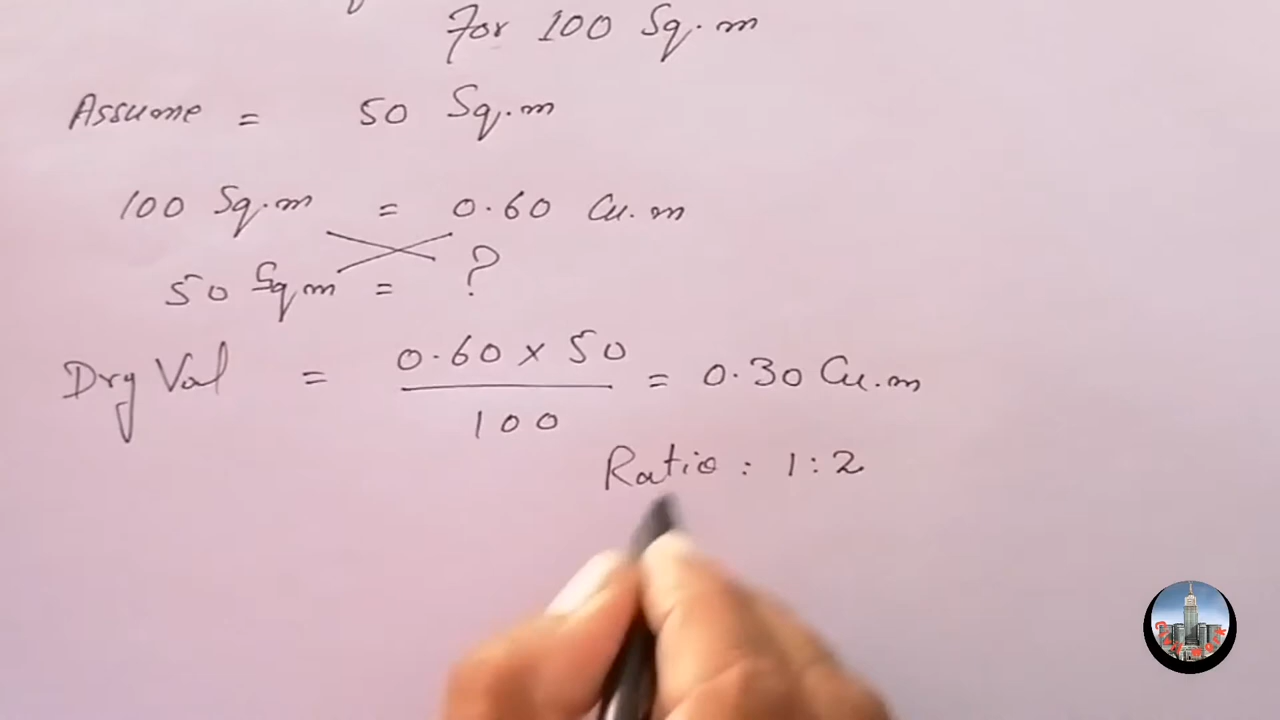 For 100 Sq.m
Assume = 50 Sq.m
100 Sq.m = 0.60 Cu.m
50 Sqm = ?
Dry Vol = 0.60 x 50 / 100 = 0.30 Cu.m
Ratio : 1:2